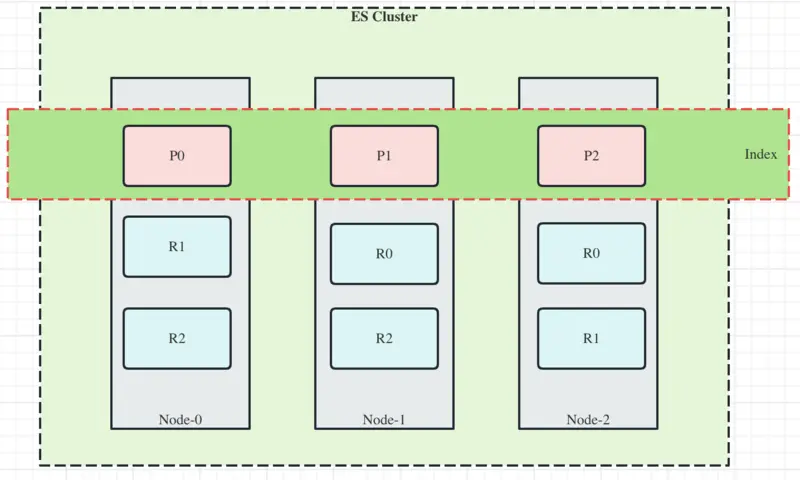 ES Cluster
P0
P1
P2
Index
R1
R0
R0
R2
R2
R1
Node-0
Node-1
Node-2